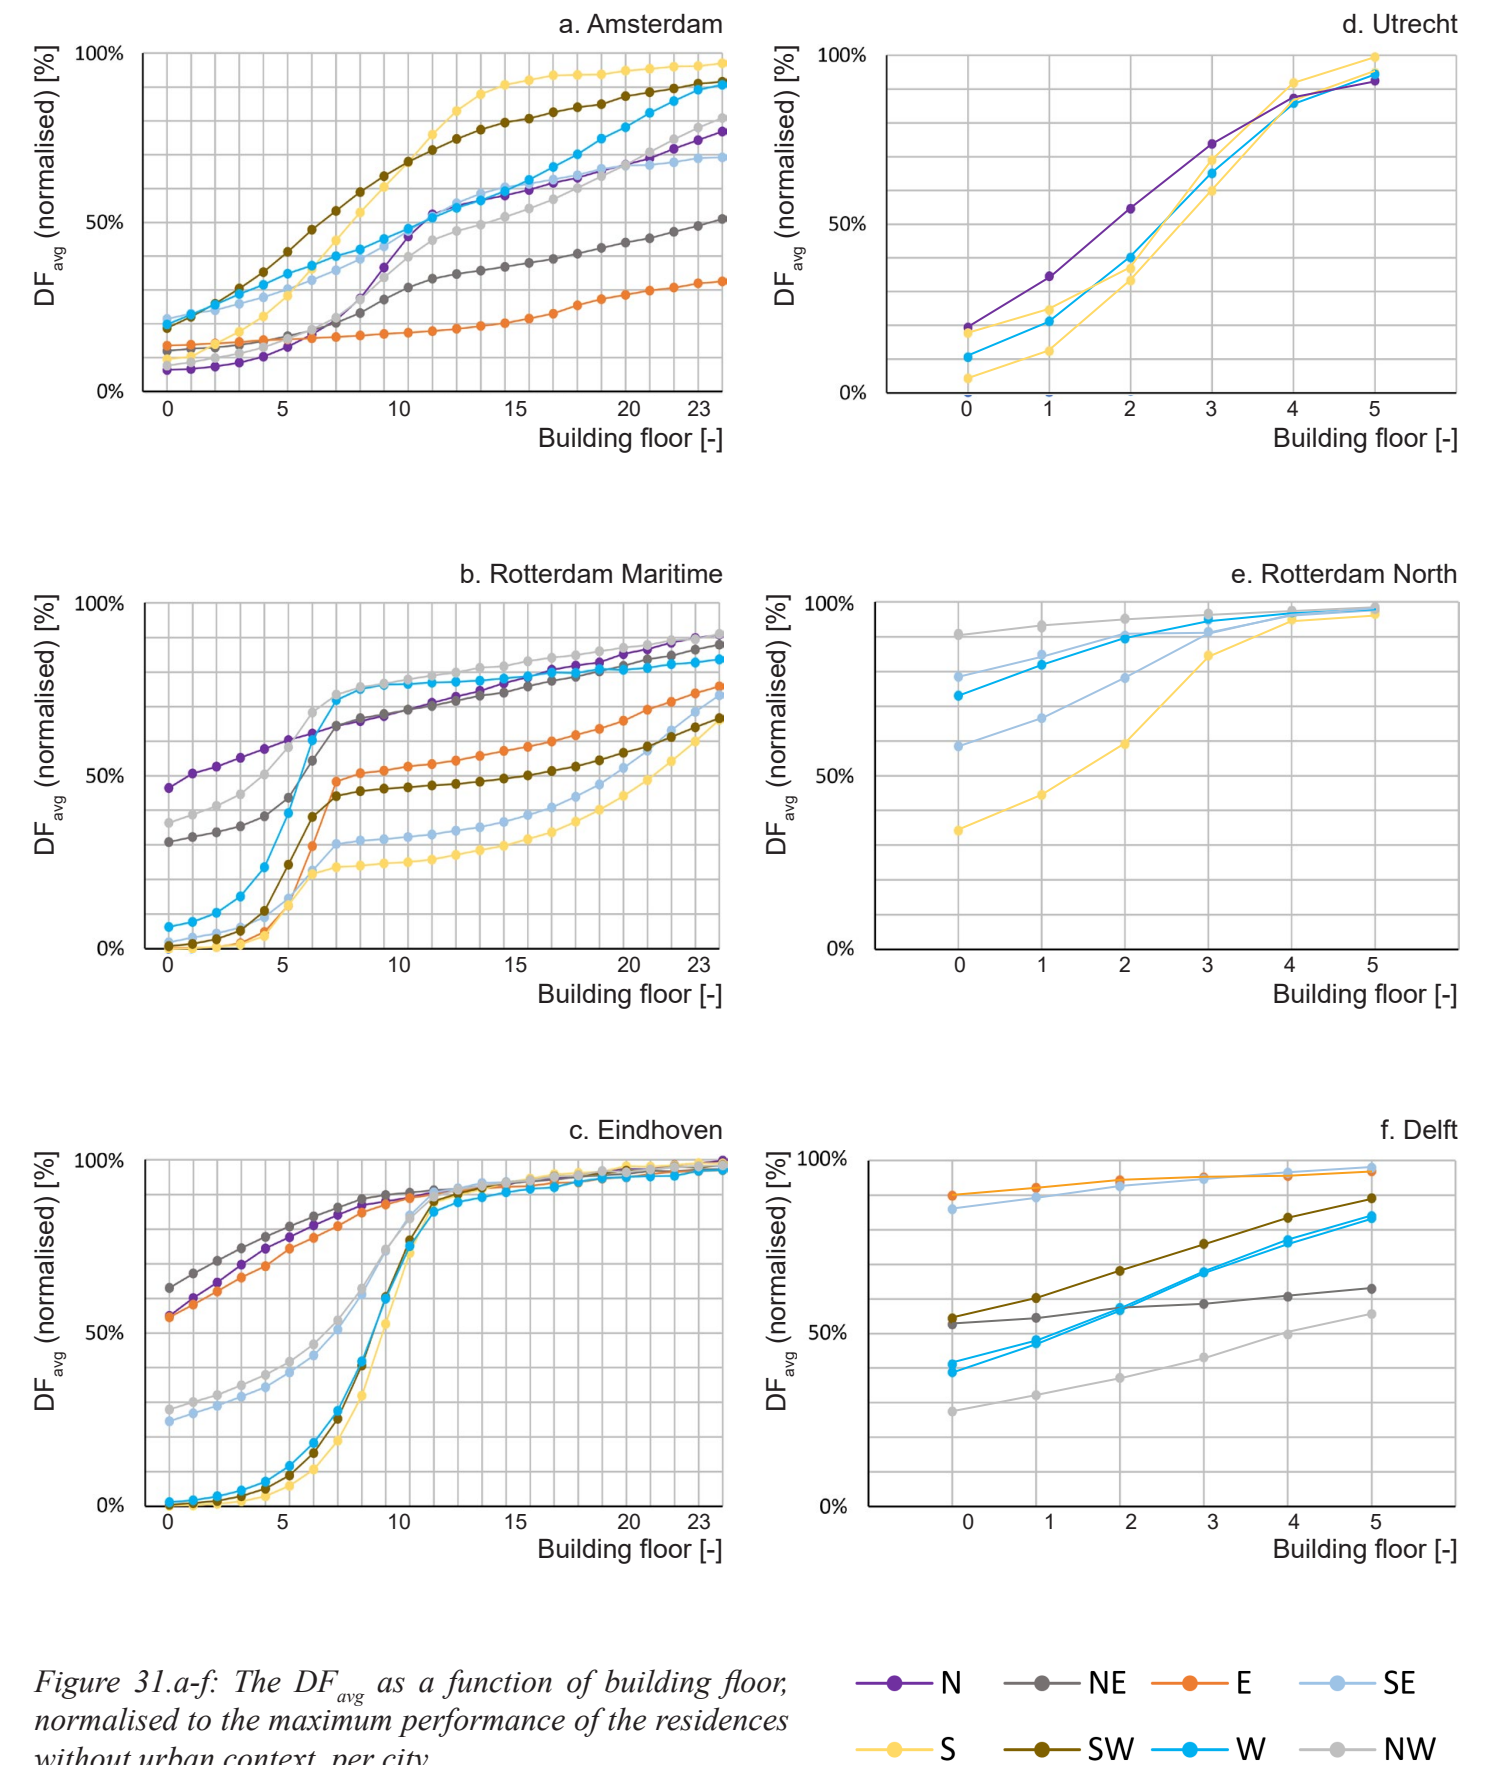 a. Amsterdam
DFavg (normalised) [%]
100%
50%
0%
0 5 10 15 20 23
Building floor [-]
d. Utrecht
DFavg (normalised) [%]
100%
50%
0%
0 1 2 3 4 5
Building floor [-]
b. Rotterdam Maritime
DFavg (normalised) [%]
100%
50%
0%
0 5 10 15 20 23
Building floor [-]
e. Rotterdam North
DFavg (normalised) [%]
100%
50%
0%
0 1 2 3 4 5
Building floor [-]
c. Eindhoven
DFavg (normalised) [%]
100%
50%
0%
0 5 10 15 20 23
Building floor [-]
f. Delft
DFavg (normalised) [%]
100%
50%
0%
0 1 2 3 4 5
Building floor [-]
Figure 31.a-f: The DFavg as a function of building floor,
normalised to the maximum performance of the residences
without urban context, per city
N NE E SE
S SW W NW